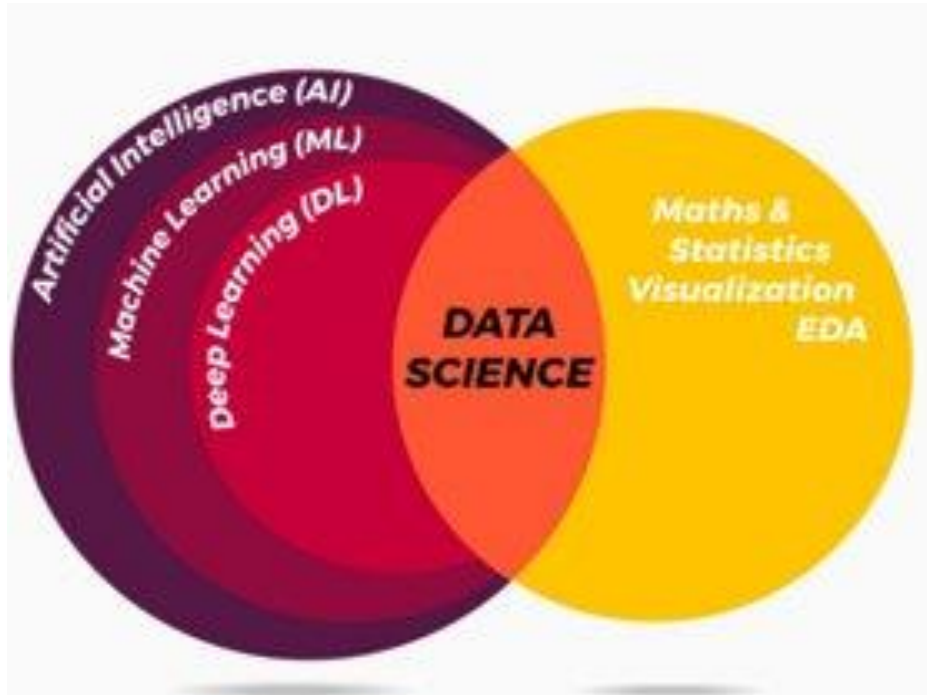 Artificial Intelligence (AI)
Machine Learning (ML)
Deep Learning (DL)
DATA
SCIENCE
Maths &
Statistics
Visualization
EDA